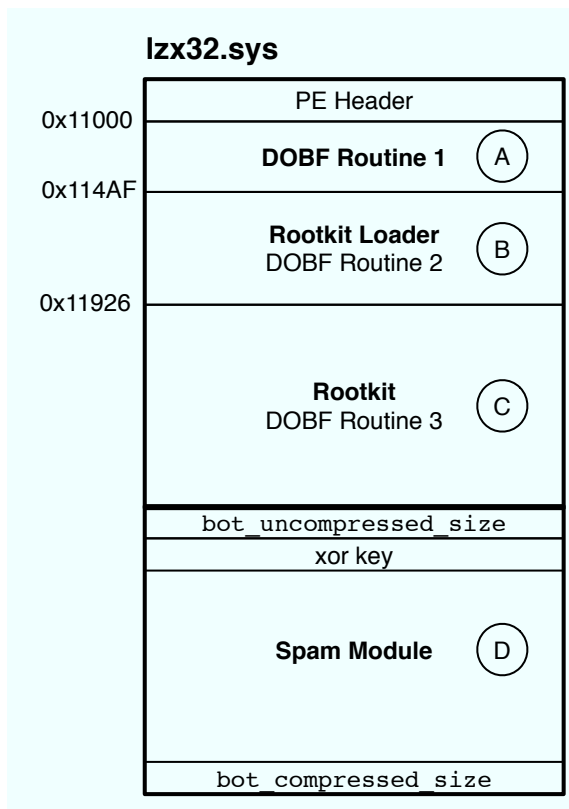 lzx32.sys
PE Header
0x11000
DOBF Routine 1
A
0x114AF
Rootkit Loader
DOBF Routine 2
B
0x11926
Rootkit
DOBF Routine 3
C
bot_uncompressed_size
xor key
Spam Module
D
bot_compressed_size